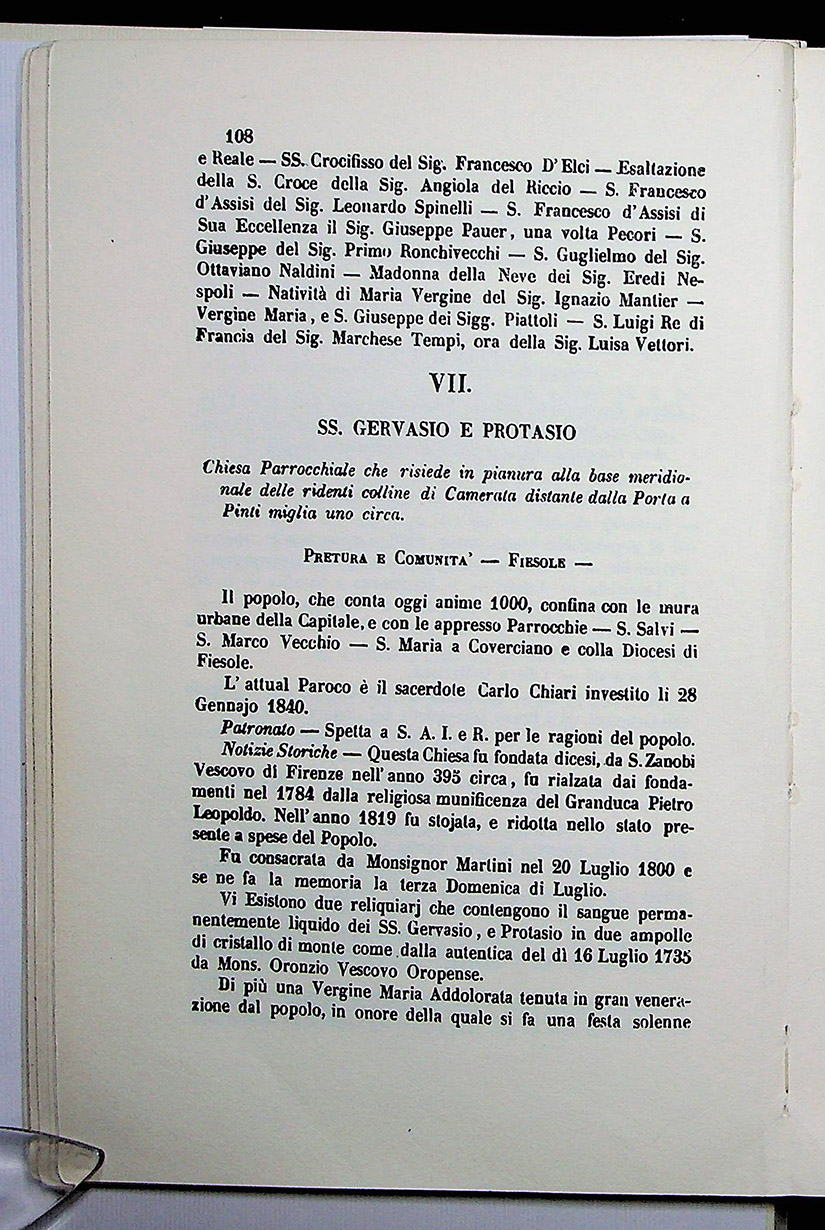 108
e Reale — SS. Crocifisso del Sig. Francesco D' Elci — Esaltazione
della S. Croce della Sig. Angiola del Riccio — S. Francesco
d'Assisi del Sig. Leonardo Spinelli — S. Francesco d'Assisi di
Sua Eccellenza il Sig. Giuseppe Pauer, una volta Pecori — S.
Giuseppe del Sig. Primo Ronchivecchi — S. Guglielmo del Sig.
Ottaviano Naldini — Madonna della Neve dei Sig. Eredi Ne-
spoli — Natività di Maria Vergine del Sig. Ignazio Mantier —
Vergine Maria, e S. Giuseppe dei Sigg. Piattoli — S. Luigi Re di
Francia del Sig. Marchese Tempi, ora della Sig. Luisa Vettori.
VII.
SS. GERVASIO E PROTASIO
Chiesa Parrocchiale che risiede in pianura alla base meridio-
nale delle ridenti colline di Camerata distante dalla Porta a
Pinti miglia uno circa.
PRETURA E COMUNITA' — FIESOLE —
Il popolo, che conta oggi anime 1000, confina con le mura
urbane della Capitale, e con le appresso Parrocchie — S. Salvi —
S. Marco Vecchio — S. Maria a Coverciano e colla Diocesi di
Fiesole.
L' attual Paroco è il sacerdote Carlo Chiari investito li 28
Gennajo 1840.
Patronato — Spetta a S. A. I. e R. per le ragioni del popolo.
Notizie Storiche — Questa Chiesa fu fondata dicesi, da S. Zanobi
Vescovo di Firenze nell'anno 395 circa, fu rialzata dai fonda-
menti nel 1784 dalla religiosa munificenza del Granduca Pietro
Leopoldo. Nell'anno 1819 fu stojata, e ridotta nello stato pre-
sente a spese del Popolo.
Fu consacrata da Monsignor Martini nel 20 Luglio 1800 e
se ne fa la memoria la terza Domenica di Luglio.
Vi Esistono due reliquiarj che contengono il sangue perma-
nentemente liquido dei SS. Gervasio, e Protasio in due ampolle
di cristallo di monte come dalla autentica del dì 16 Luglio 1735
da Mons. Oronzio Vescovo Oropense.
Di più una Vergine Maria Addolorata tenuta in gran venera-
zione dal popolo, in onore della quale si fa una festa solenne